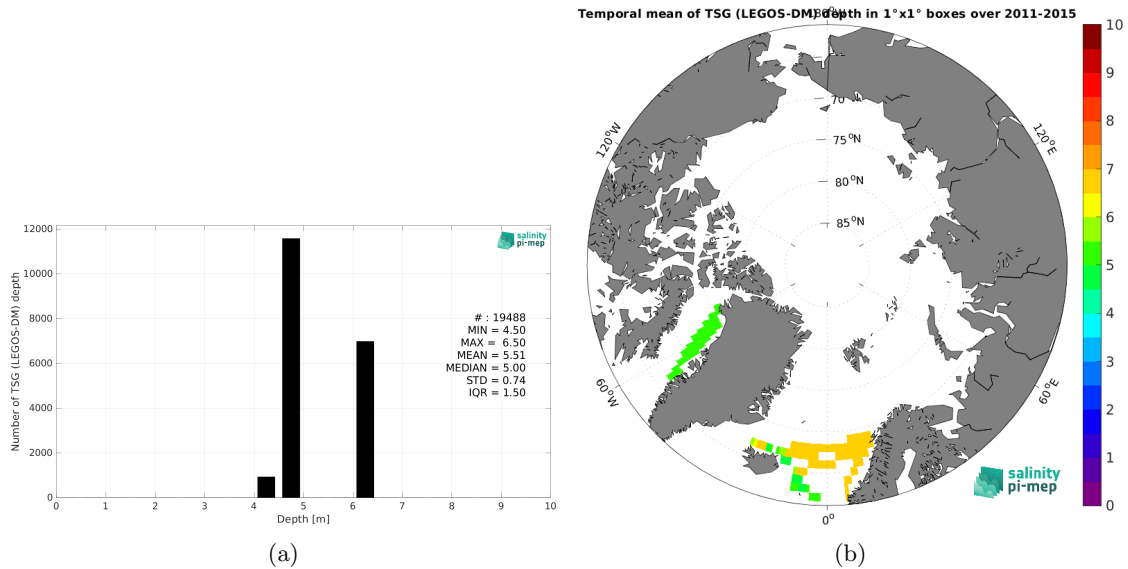 12000
10000
8000
6000
4000
2000
0
Number of TSG (LEGOS-DM) depth
0 1 2 3 4 5 6 7 8 9 10
Depth [m]
salinity
pi-mep
# : 19488
MIN = 4.50
MAX = 6.50
MEAN = 5.51
MEDIAN = 5.00
STD = 0.74
IQR = 1.50
(a)
Temporal mean of TSG (LEGOS-DM) depth in 1°x1° boxes over 2011-2015
120°W
120°E
60°W
60°E
0°
75°N
80°N
85°N
salinity
pi-mep
10
9
8
7
6
5
4
3
2
1
0
(b)